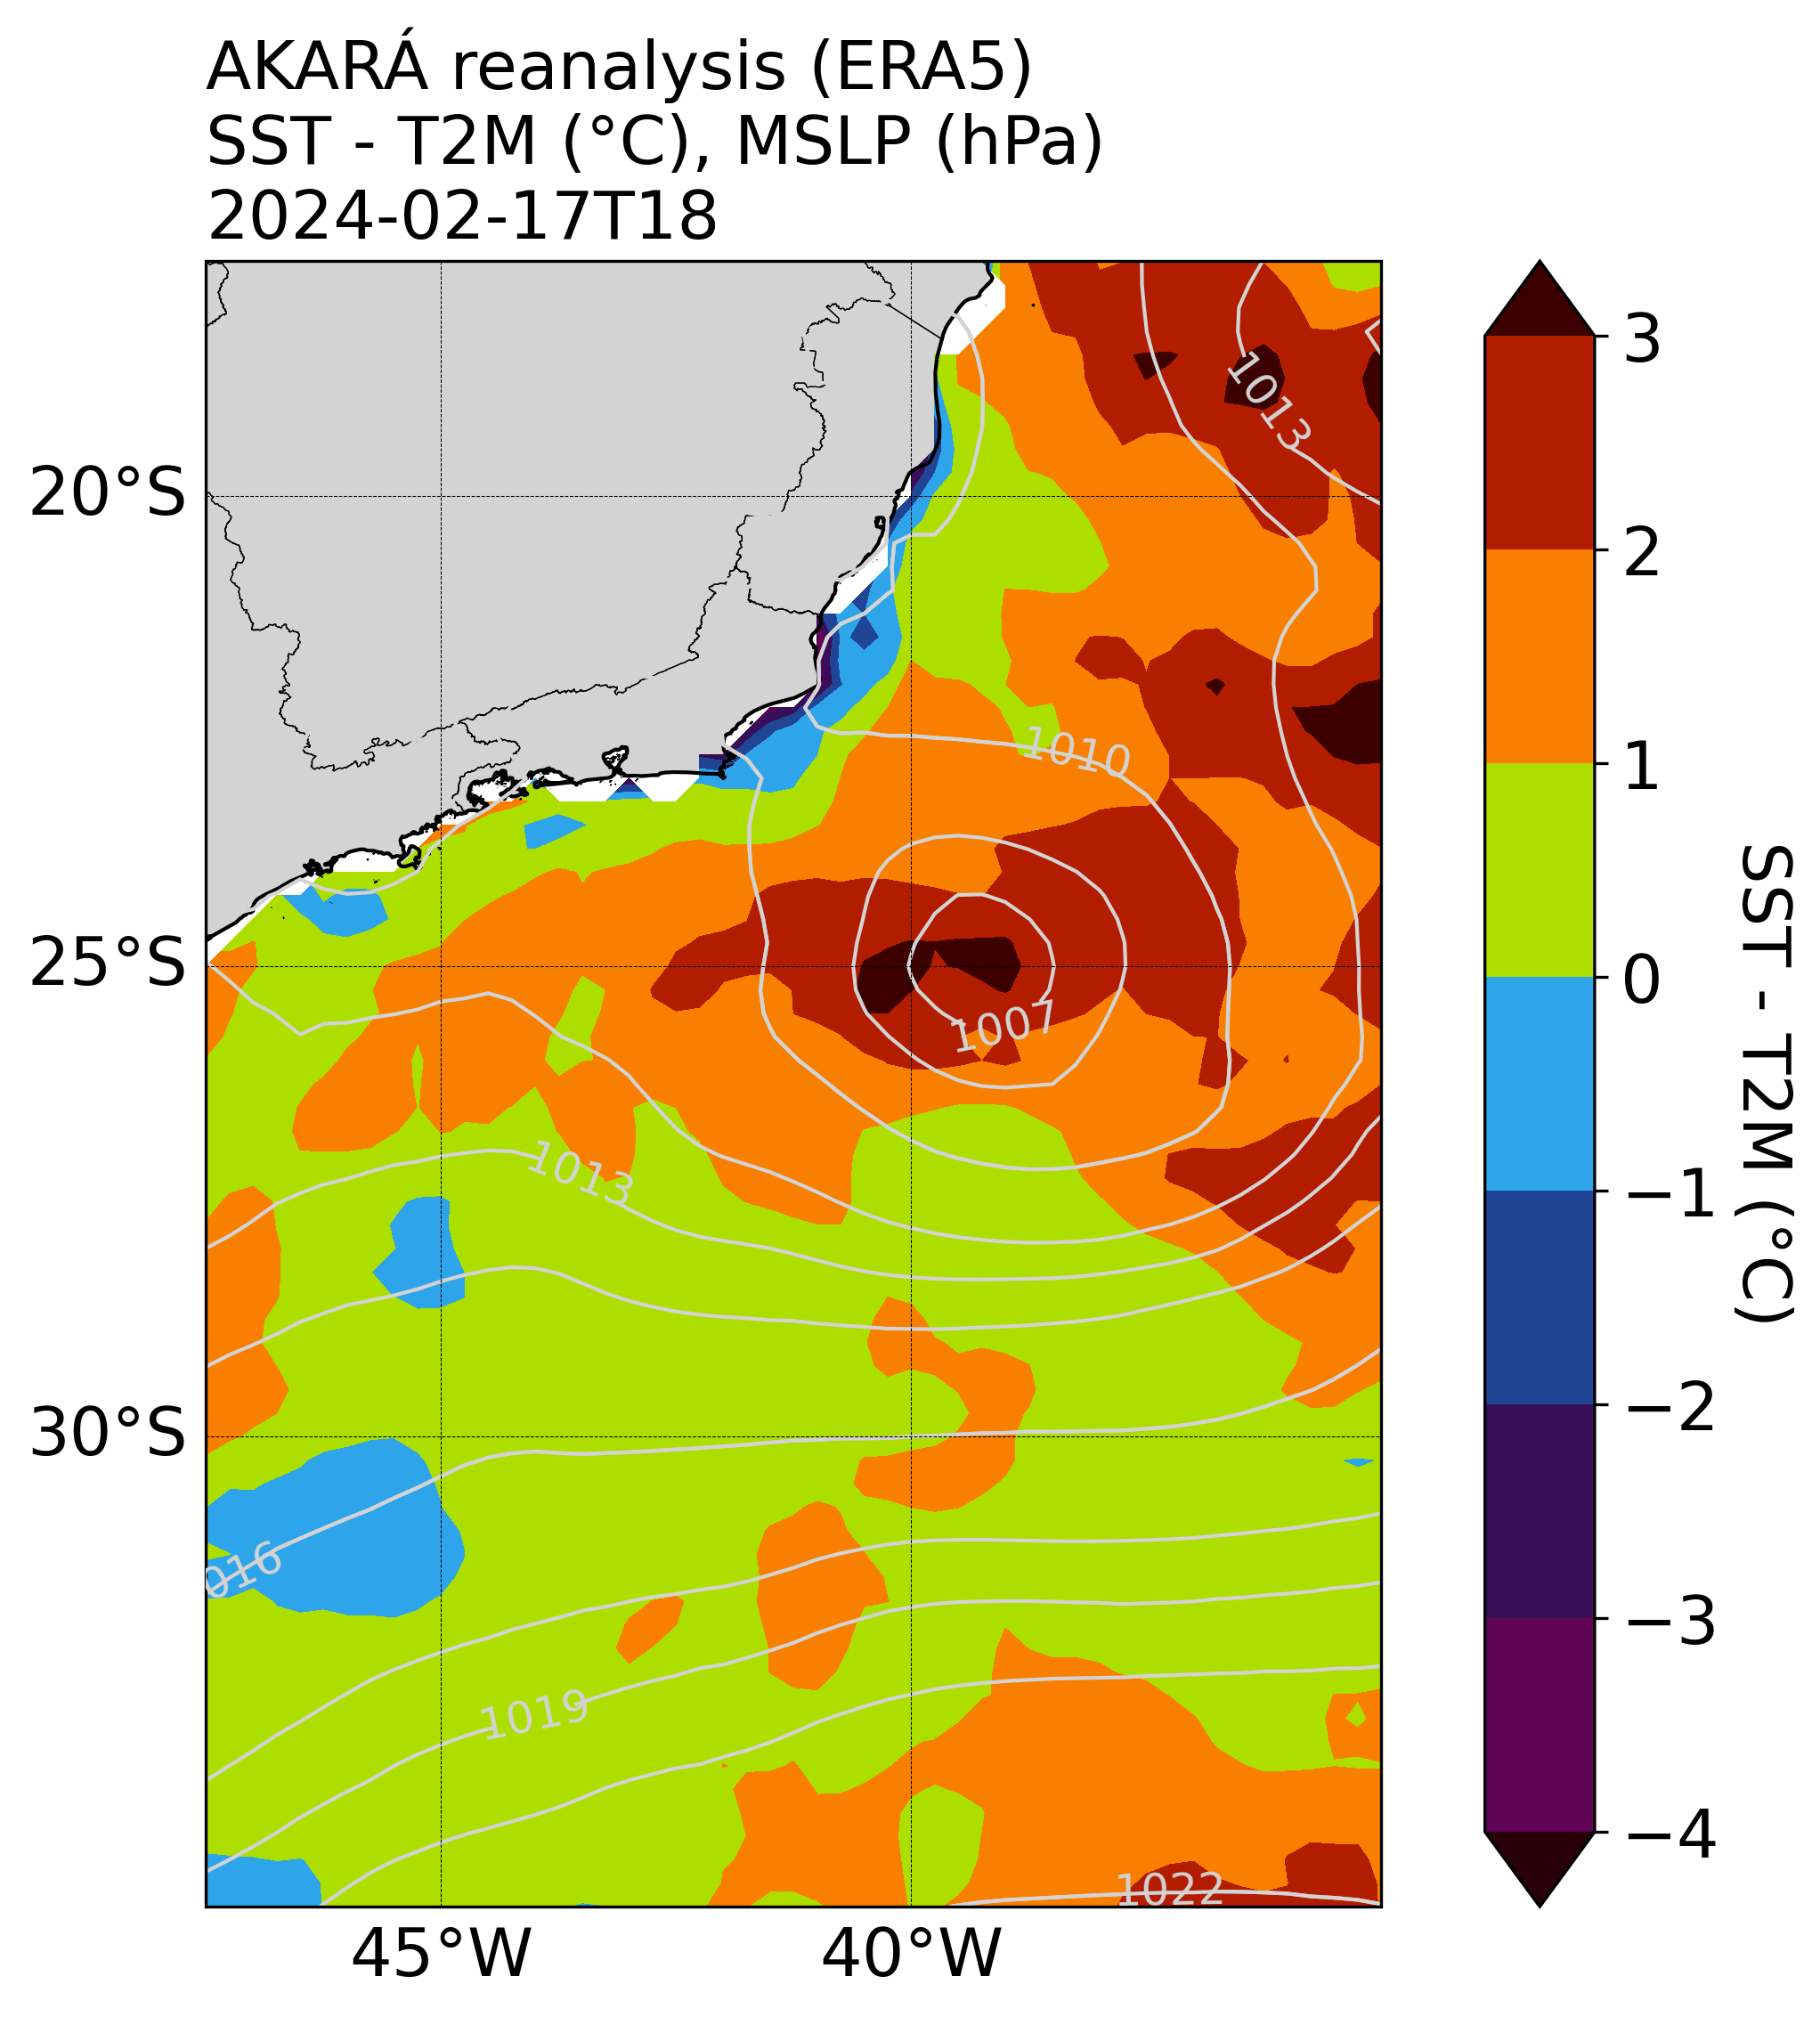 AKARÁ reanalysis (ERA5)
SST - T2M (°C), MSLP (hPa)
2024-02-17T18
20°S
25°S
30°S
45°W
40°W
1013
1010
1007
1013
016
1019
1022
3
2
1
0
−1
−2
−3
−4
SST - T2M (°C)